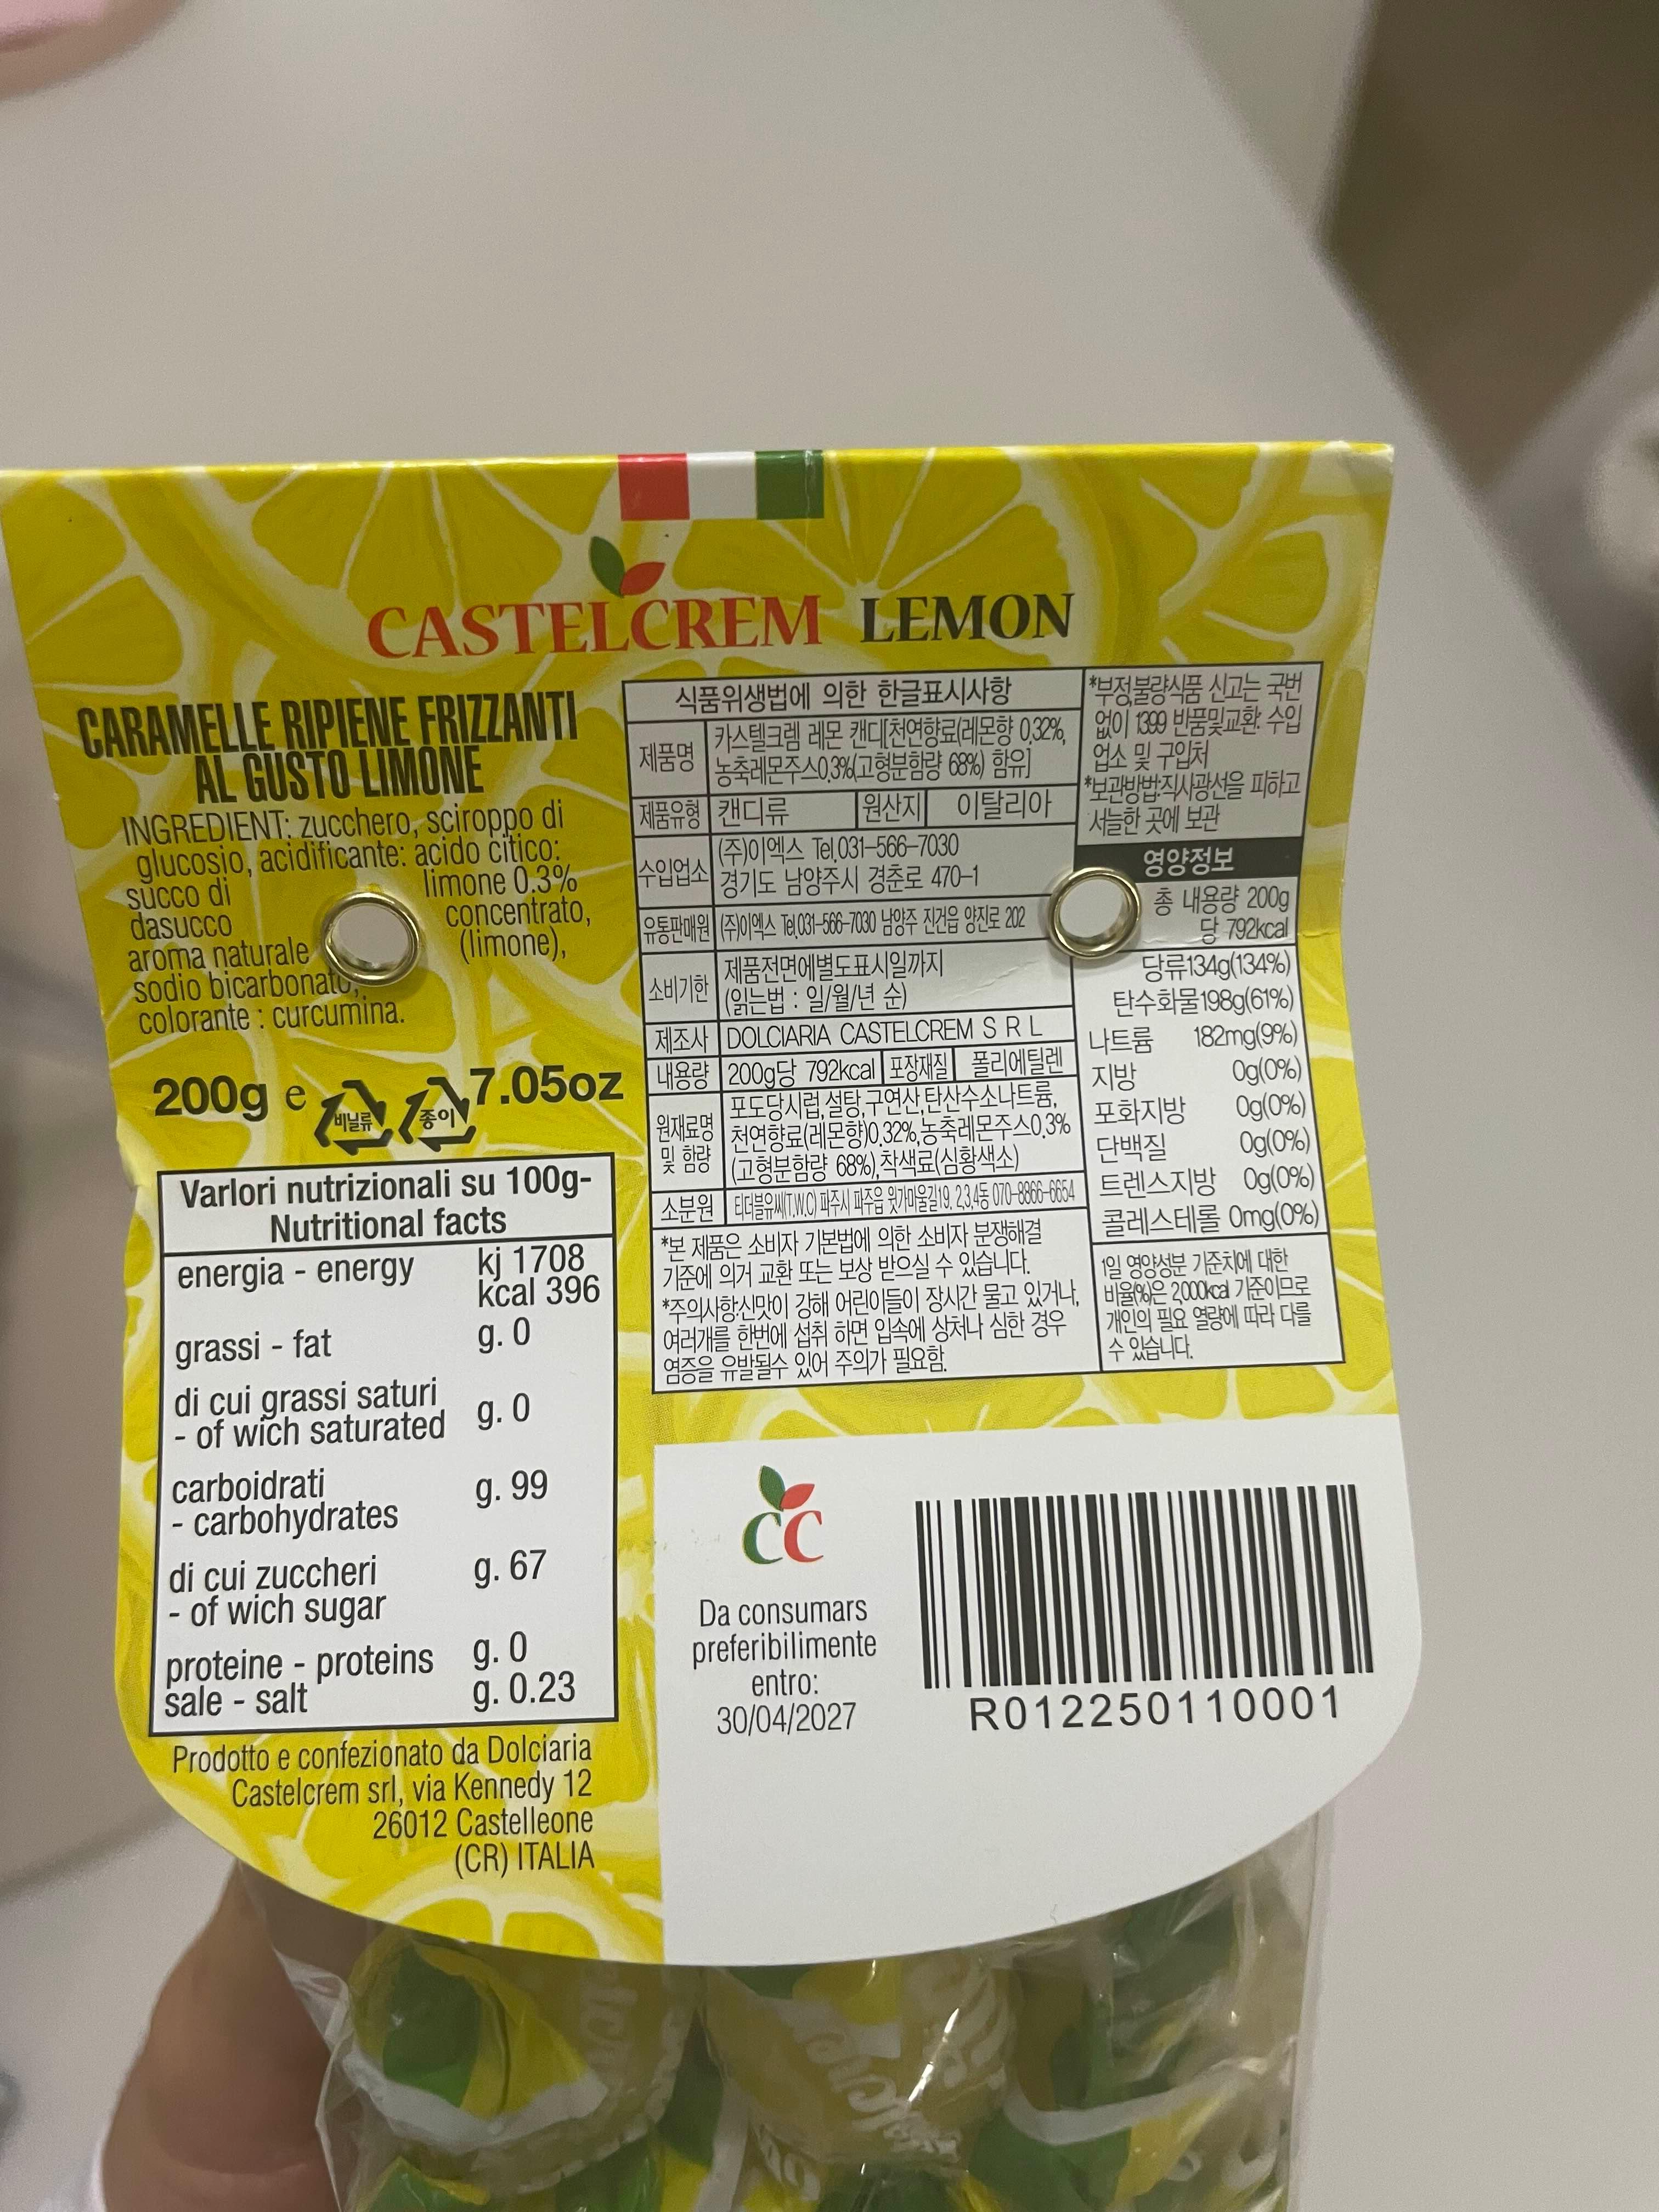 CASTELCREM LEMON
CARAMELLE RIPIENE FRIZZANTI
AL GUSTO LIMONE
INGREDIENT: zucchero, sciroppo di
glucosio, acidificante: acido citico:
succo di limone 0.3%
dasucco concentrato,
aroma naturale (limone),
sodio bicarbonato,
colorante : curcumina.
200g e 비닐류 종이 7.05oz
Varlori nutrizionali su 100g-
Nutritional facts
energia - energy kj 1708
kcal 396
grassi - fat g. 0
di cui grassi saturi
- of wich saturated g. 0
carboidrati
- carbohydrates g. 99
di cui zuccheri
- of wich sugar g. 67
proteine - proteins g. 0
sale - salt g. 0.23
Prodotto e confezionato da Dolciaria
Castelcrem srl, via Kennedy 12
26012 Castelleone
(CR) ITALIA
식품위생법에 의한 한글표시사항
제품명 카스텔크렘 레몬 캔디[천연향료(레몬향 0.32%,
농축레몬주스0.3%(고형분함량 68%) 함유]
제품유형 캔디류 원산지 이탈리아
수입업소 (주)이엑스 Tel.031-566-7030
경기도 남양주시 경춘로 470-1
유통판매원 (주)이엑스 Tel.031-566-7030 남양주 진건읍 양진로 202
소비기한 제품전면에별도표시일까지
(읽는법 : 일/월/년 순)
제조사 DOLCIARIA CASTELCREM S R L
내용량 200g당 792kcal 포장재질 폴리에틸렌
원재료명 및 함량 포도당시럽,설탕,구연산,탄산수소나트륨,
천연향료(레몬향)0.32%,농축레몬주스0.3%
(고형분함량 68%),착색료(심황색소)
소분원 티더블유씨(T.W.C) 파주시 파주읍 윗가마울길19, 2,3,4동 070-8866-6654
*본 제품은 소비자 기본법에 의한 소비자 분쟁해결
기준에 의거 교환 또는 보상 받으실 수 있습니다.
*주의사항:신맛이 강해 어린이들이 장시간 물고 있거나,
여러개를 한번에 섭취 하면 입속에 상처나 심한 경우
염증을 유발될수 있어 주의가 필요함.
*부정,불량식품 신고는 국번
없이 1399 반품및교환: 수입
업소 및 구입처
*보관방법:직사광선을 피하고
서늘한 곳에 보관
영양정보
총 내용량 200g
당 792kcal
당류134g(134%)
탄수화물198g(61%)
나트륨 182mg(9%)
지방 0g(0%)
포화지방 0g(0%)
단백질 0g(0%)
트렌스지방 0g(0%)
콜레스테롤 0mg(0%)
1일 영양성분 기준치에 대한
비율(%)은 2,000kcal 기준이므로
개인의 필요 열량에 따라 다를
수 있습니다.
CC
Da consumars
preferibilimente
entro:
30/04/2027
R012250110001